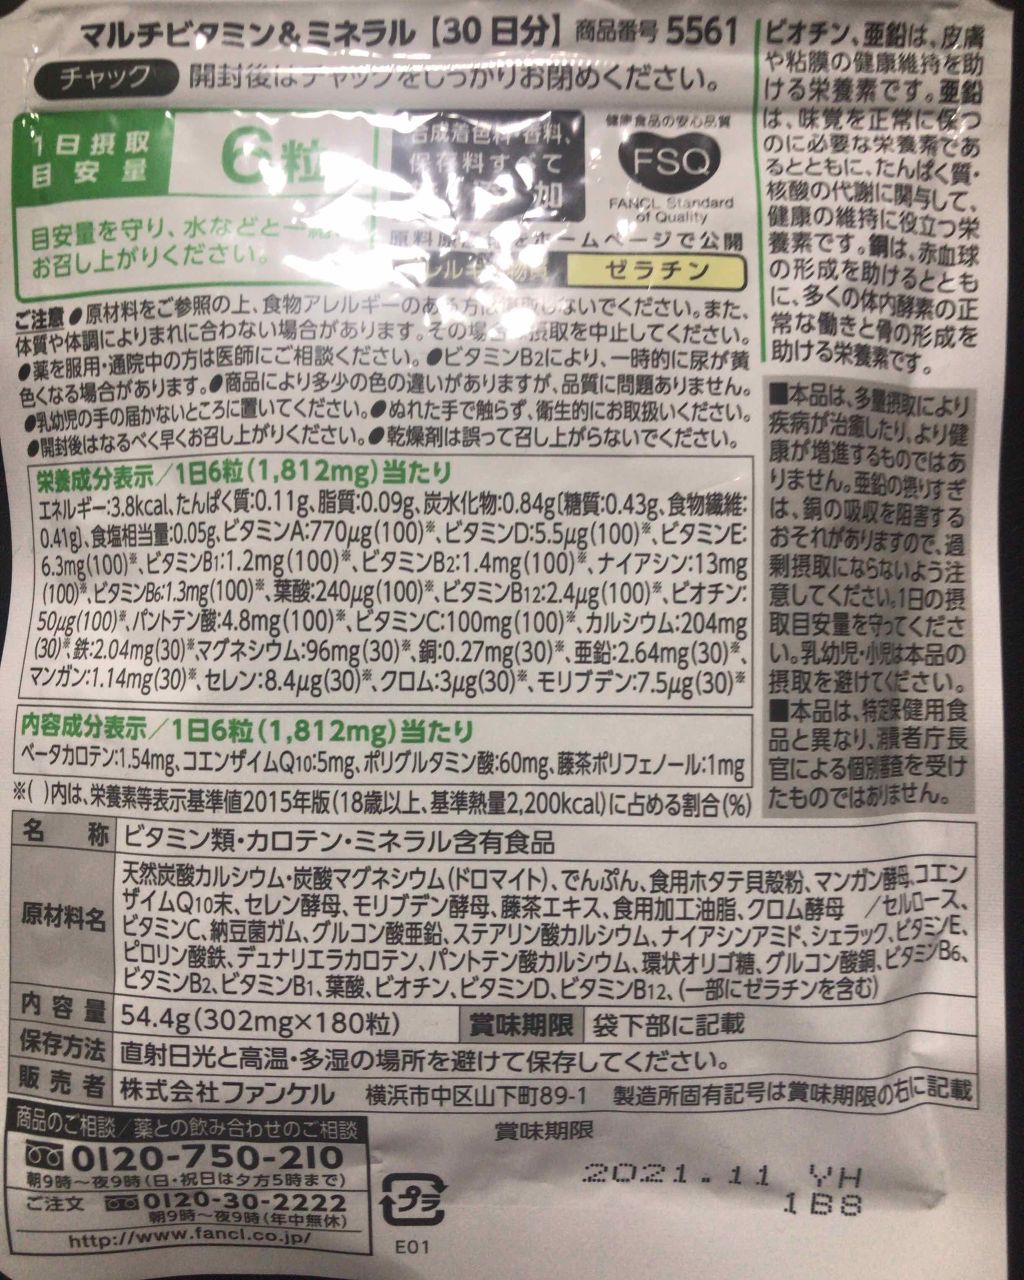 マルチビタミン&ミネラル【30日分】商品番号 5561
チャック 開封後はチャックをしっかりお閉めください。
1日摂取
目安量
6粒
目安量を守り、水などと一緒
お召し上がりください。
合成着色料・香料、
保存料すべて
加
健康食品の安心品質
FSQ
FANCL Standard
of Quality
をホームページで公開
ゼラチン
ご注意 ●原材料をご参照の上、食物アレルギーのある方は摂取しないでください。また、
体質や体調によりまれに合わない場合があります。その場合は摂取を中止してください。
●薬を服用・通院中の方は医師にご相談ください。●ビタミンB2により、一時的に尿が黄
色くなる場合があります。●商品により多少の色の違いがありますが、品質に問題ありません。
●乳幼児の手の届かないところに置いてください。●ぬれた手で触らず、衛生的にお取扱いください。
●開封後はなるべく早くお召し上がりください。●乾燥剤は誤って召し上がらないでください。
ビオチン、亜鉛は、皮膚
や粘膜の健康維持を助
ける栄養素です。亜鉛
は、味覚を正常に保つ
のに必要な栄養素であ
るとともに、たんぱく質・
核酸の代謝に関与して、
健康の維持に役立つ栄
養素です。銅は、赤血球
の形成を助けるととも
に、多くの体内酵素の正
常な働きと骨の形成を
助ける栄養素です。
■本品は、多量摂取により
疾病が治癒したり、より健
康が増進するものではあ
りません。亜鉛の摂りすぎ
は、銅の吸収を阻害する
おそれがありますので、過
剰摂取にならないよう注
意してください。1日の摂
取目安量を守ってくださ
い。乳幼児・小児は本品の
摂取を避けてください。
■本品は、特定保健用食
品と異なり、消費者庁長
官による個別審査を受け
たものではありません。
栄養成分表示/1日6粒(1,812mg)当たり
エネルギー:3.8kcal、たんぱく質:0.11g、脂質:0.09g、炭水化物:0.84g(糖質:0.43g、食物繊維:
0.41g)、食塩相当量:0.05g、ビタミンA:770μg(100)※、ビタミンD:5.5μg(100)※、ビタミンE:
6.3mg(100)※、ビタミンB1:1.2mg(100)※、ビタミンB2:1.4mg(100)※、ナイアシン:13mg
(100)※、ビタミンB6:1.3mg(100)※、葉酸:240μg(100)※、ビタミンB12:2.4μg(100)※、ビオチン:
50μg(100)※、パントテン酸:4.8mg(100)※、ビタミンC:100mg(100)※、カルシウム:204mg
(30)※、鉄:2.04mg(30)※、マグネシウム:96mg(30)※、銅:0.27mg(30)※、亜鉛:2.64mg(30)※、
マンガン:1.14mg(30)※、セレン:8.4μg(30)※、クロム:3μg(30)※、モリブデン:7.5μg(30)※
内容成分表示/1日6粒(1,812mg)当たり
ベータカロテン:1.54mg、コエンザイムQ10:5mg、ポリグルタミン酸:60mg、藤茶ポリフェノール:1mg
※( )内は、栄養素等表示基準値2015年版(18歳以上、基準熱量2,200kcal)に占める割合(%)
名称 ビタミン類・カロテン・ミネラル含有食品
原材料名 天然炭酸カルシウム・炭酸マグネシウム(ドロマイト)、でんぷん、食用ホタテ貝殻粉、マンガン酵母、コエン
ザイムQ10末、セレン酵母、モリブデン酵母、藤茶エキス、食用加工油脂、クロム酵母 /セルロース、
ビタミンC、納豆菌ガム、グルコン酸亜鉛、ステアリン酸カルシウム、ナイアシンアミド、シェラック、ビタミンE、
ピロリン酸鉄、デュナリエラカロテン、パントテン酸カルシウム、環状オリゴ糖、グルコン酸銅、ビタミンB6、
ビタミンB2、ビタミンB1、葉酸、ビオチン、ビタミンD、ビタミンB12、(一部にゼラチンを含む)
内容量 54.4g(302mg×180粒) 賞味期限 袋下部に記載
保存方法 直射日光と高温・多湿の場所を避けて保存してください。
販売者 株式会社ファンケル 横浜市中区山下町89-1 製造所固有記号は賞味期限の右に記載
商品のご相談/薬との飲み合わせのご相談
0120-750-210
朝9時~夜9時(日・祝日は夕方5時まで)
ご注文 0120-30-2222
朝9時~夜9時(年中無休)
http://www.fancl.co.jp/
プラ
E01
賞味期限
2021.11 YH
1B8